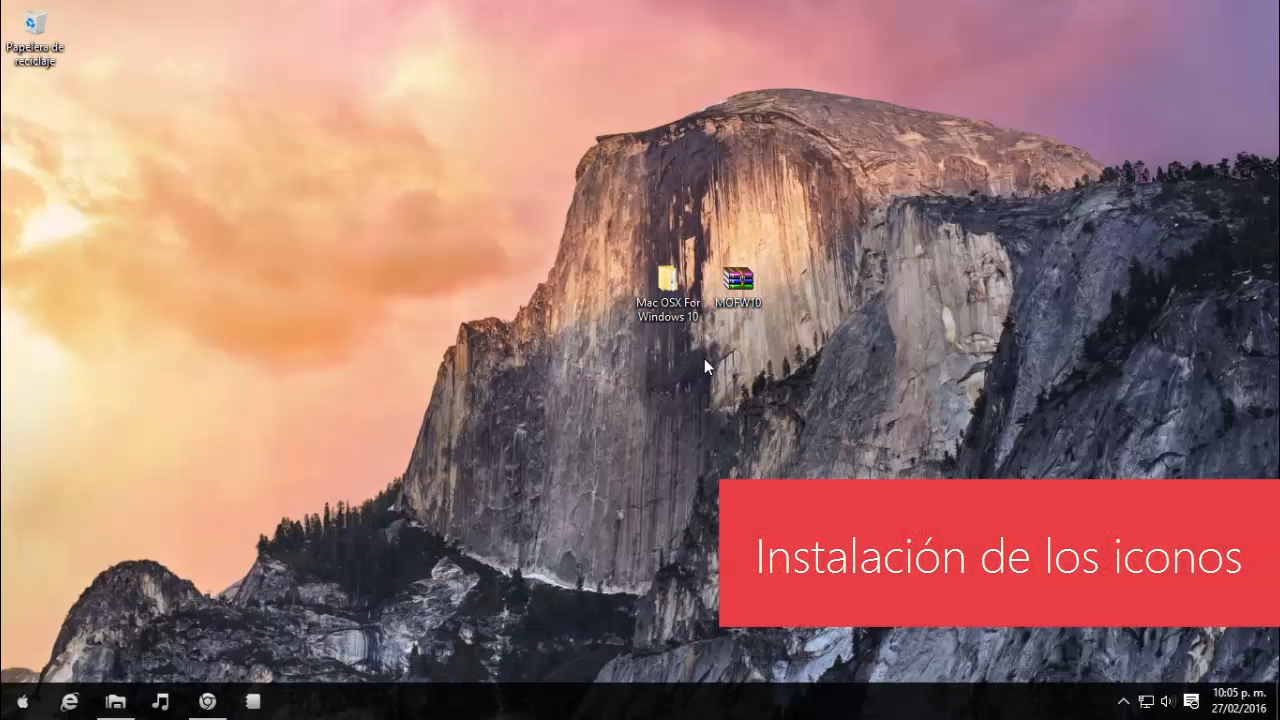 Papelera de
reciclaje
Mac OSX For
Windows 10
MOFW10
Instalación de los iconos
10:05 p. m.
27/02/2016